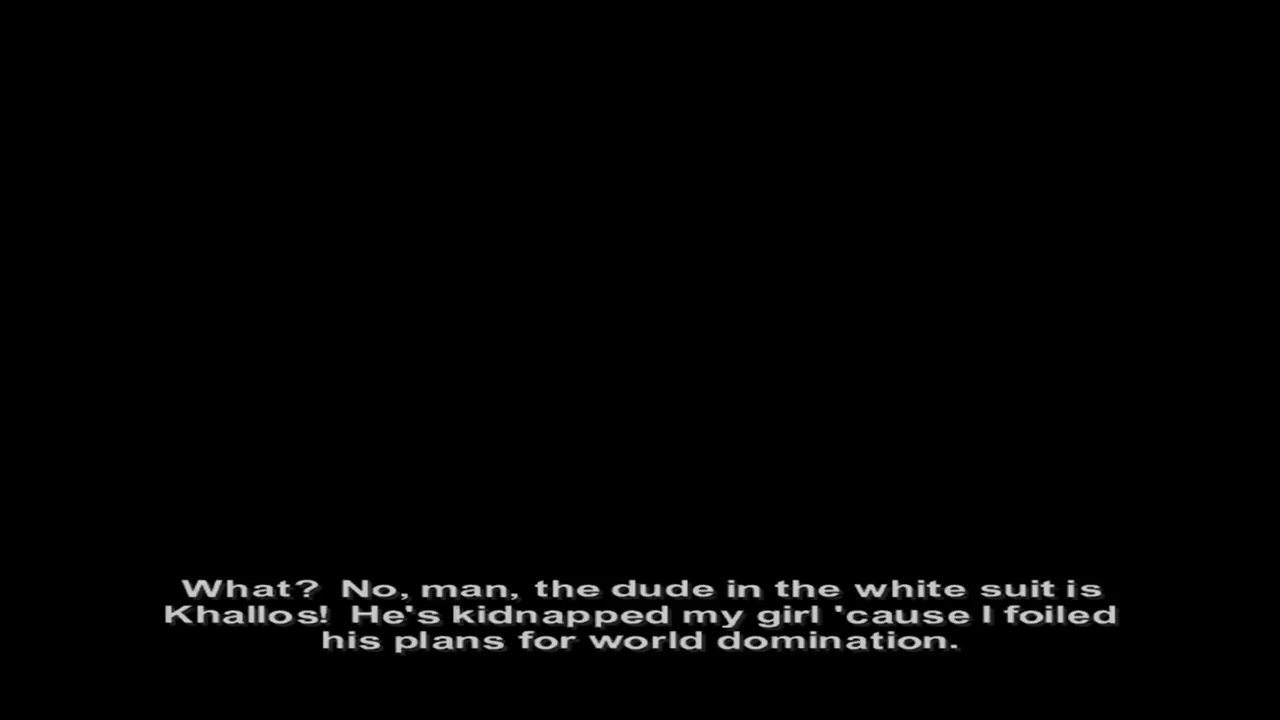 What?  No, man, the dude in the white suit is
Khallos!  He's kidnapped my girl 'cause I foiled
his plans for world domination.